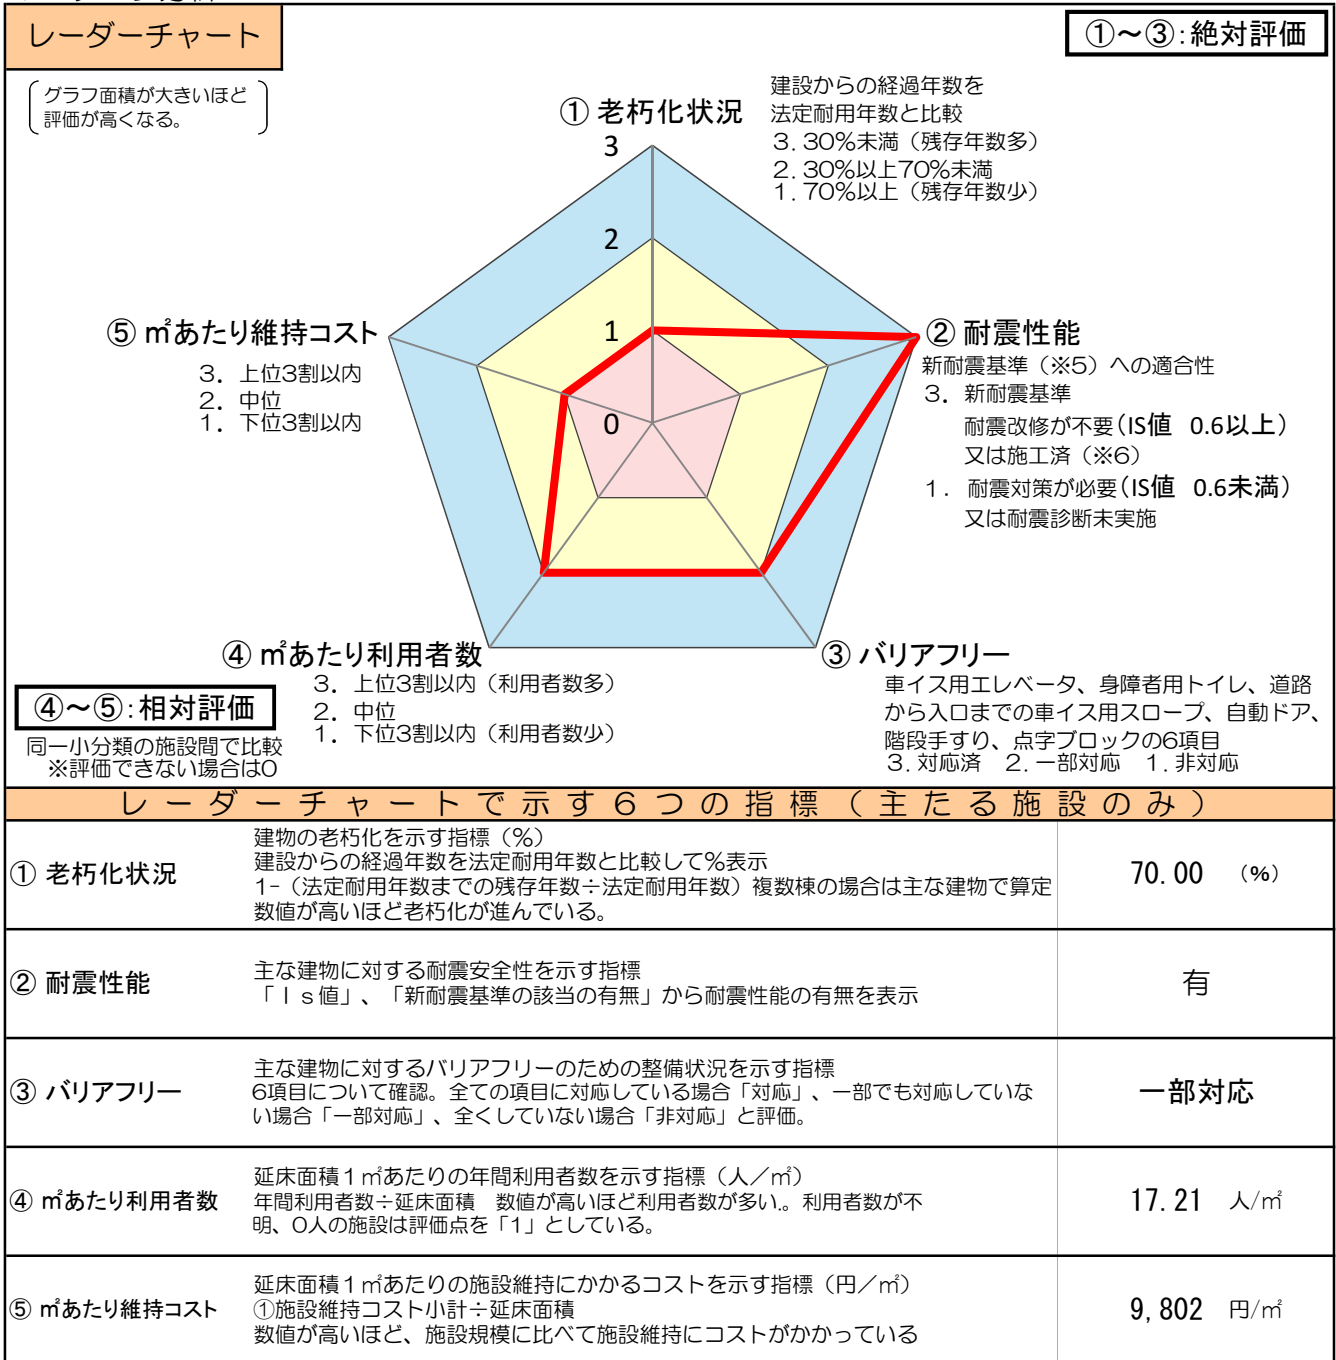 レーダーチャート
①～③：絶対評価
グラフ面積が大きいほど
評価が高くなる。
① 老朽化状況
建設からの経過年数を
法定耐用年数と比較
3. 30%未満（残存年数多）
2. 30%以上70%未満
1. 70%以上（残存年数少）
3
2
1
0
② 耐震性能
新耐震基準（※5）への適合性
3．新耐震基準
耐震改修が不要（IS値 0.6以上）
又は施工済（※6）
1．耐震対策が必要（IS値 0.6未満）
又は耐震診断未実施
⑤ ㎡あたり維持コスト
3．上位3割以内
2．中位
1．下位3割以内
④ ㎡あたり利用者数
3．上位3割以内（利用者数多）
2．中位
1．下位3割以内（利用者数少）
③ バリアフリー
車イス用エレベータ、身障者用トイレ、道路
から入口までの車イス用スロープ、自動ドア、
階段手すり、点字ブロックの6項目
3. 対応済 2. 一部対応 1. 非対応
④～⑤：相対評価
同一小分類の施設間で比較
※評価できない場合は0
レーダーチャートで示す６つの指標（主たる施設のみ）
① 老朽化状況
建物の老朽化を示す指標（%）
建設からの経過年数を法定耐用年数と比較して%表示
1-（法定耐用年数までの残存年数÷法定耐用年数）複数棟の場合は主な建物で算定
数値が高いほど老朽化が進んでいる。
70.00 （%）
② 耐震性能
主な建物に対する耐震安全性を示す指標
「Ｉｓ値」、「新耐震基準の該当の有無」から耐震性能の有無を表示
有
③ バリアフリー
主な建物に対するバリアフリーのための整備状況を示す指標
6項目について確認。全ての項目に対応している場合「対応」、一部でも対応していな
い場合「一部対応」、全くしていない場合「非対応」と評価。
一部対応
④ ㎡あたり利用者数
延床面積１㎡あたりの年間利用者数を示す指標（人／㎡）
年間利用者数÷延床面積 数値が高いほど利用者数が多い。利用者数が不
明、0人の施設は評価点を「1」としている。
17.21 人/㎡
⑤ ㎡あたり維持コスト
延床面積１㎡あたりの施設維持にかかるコストを示す指標（円／㎡）
①施設維持コスト小計÷延床面積
数値が高いほど、施設規模に比べて施設維持にコストがかかっている
9,802 円/㎡